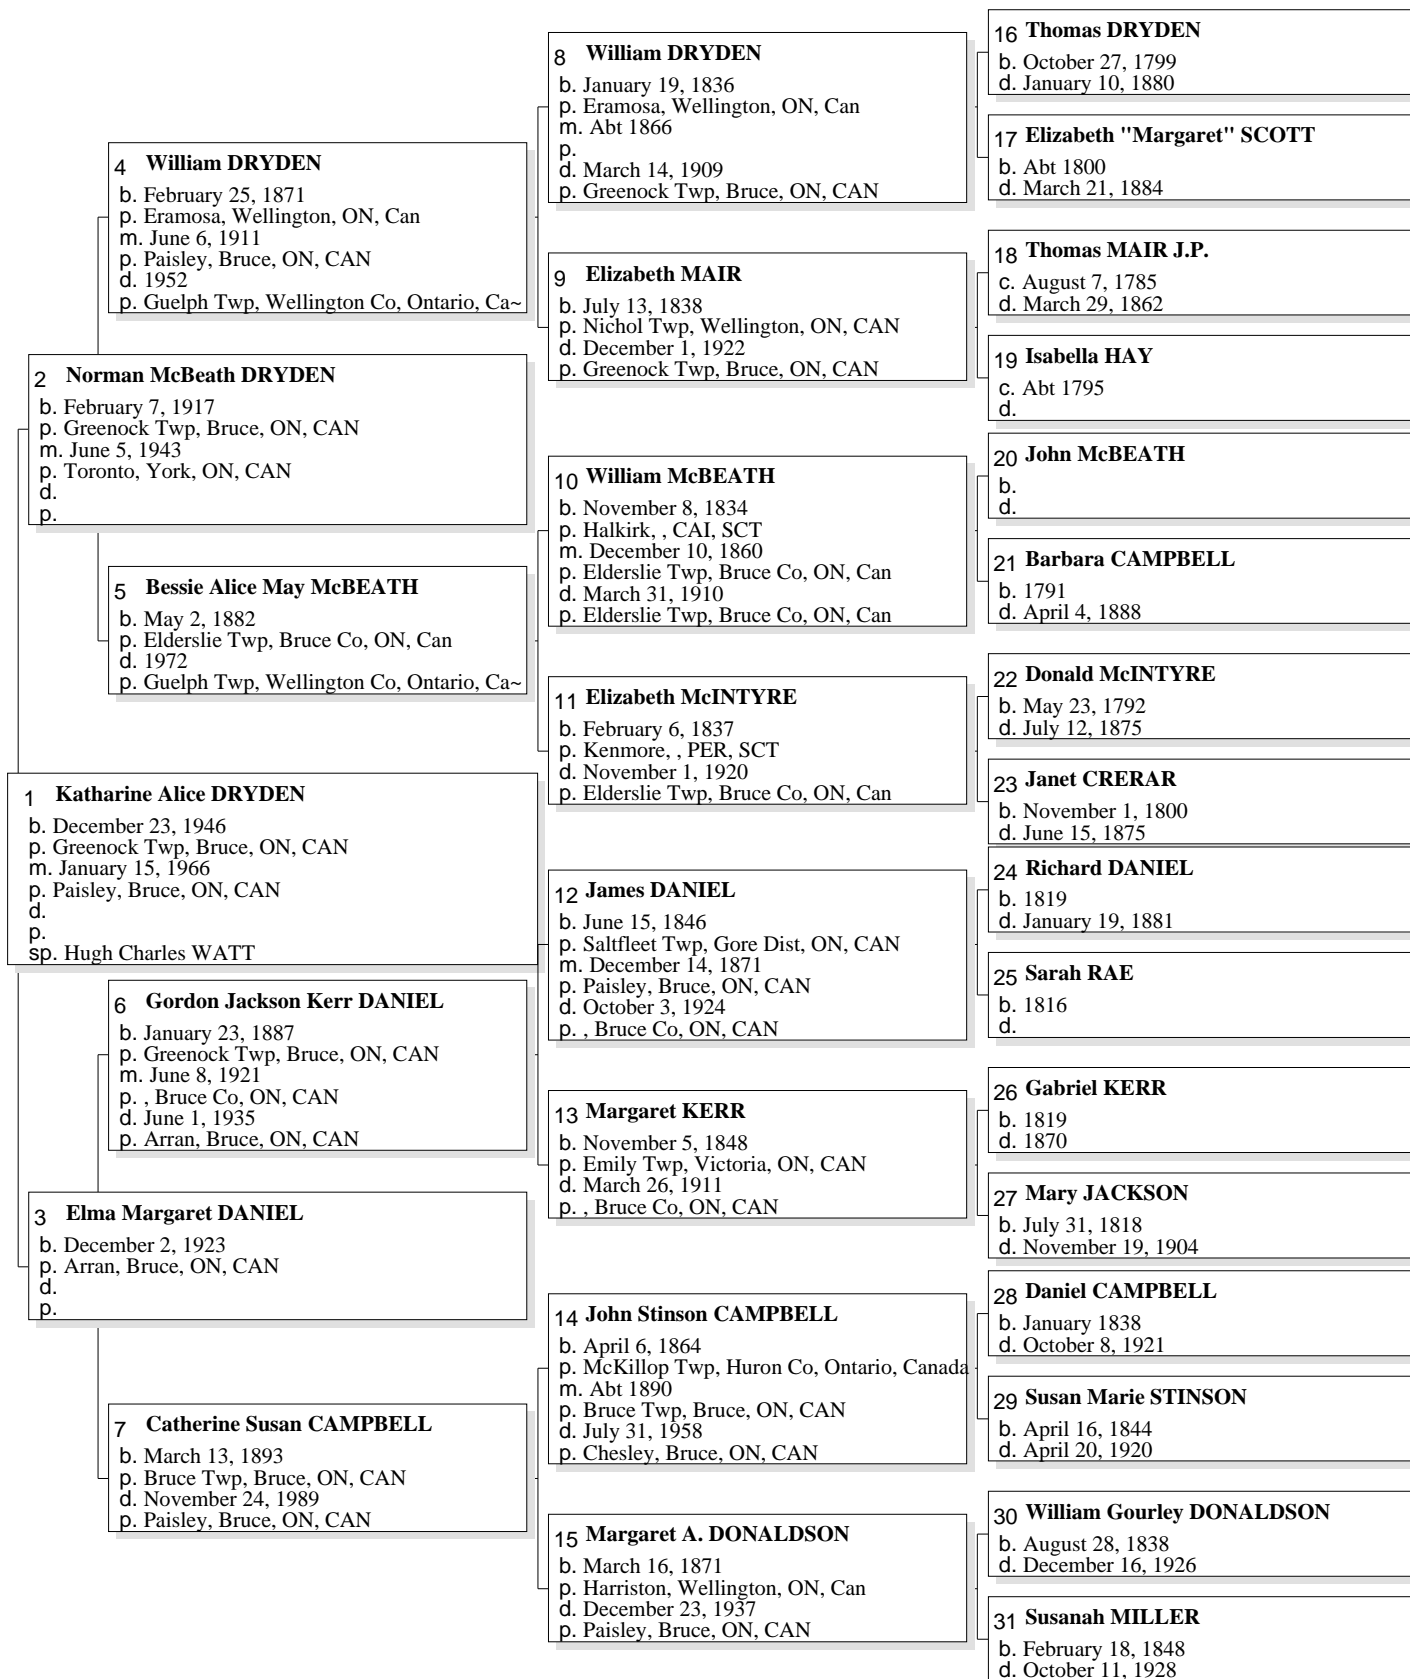 4 William DRYDEN
b. February 25, 1871
p. Eramosa, Wellington, ON, Can
m. June 6, 1911
p. Paisley, Bruce, ON, CAN
d. 1952
p. Guelph Twp, Wellington Co, Ontario, Ca~
2 Norman McBeath DRYDEN
b. February 7, 1917
p. Greenock Twp, Bruce, ON, CAN
m. June 5, 1943
p. Toronto, York, ON, CAN
d.
p.
5 Bessie Alice May McBEATH
b. May 2, 1882
p. Elderslie Twp, Bruce Co, ON, Can
d. 1972
p. Guelph Twp, Wellington Co, Ontario, Ca~
1 Katharine Alice DRYDEN
b. December 23, 1946
p. Greenock Twp, Bruce, ON, CAN
m. January 15, 1966
p. Paisley, Bruce, ON, CAN
d.
p.
sp. Hugh Charles WATT
6 Gordon Jackson Kerr DANIEL
b. January 23, 1887
p. Greenock Twp, Bruce, ON, CAN
m. June 8, 1921
p. , Bruce Co, ON, CAN
d. June 1, 1935
p. Arran, Bruce, ON, CAN
3 Elma Margaret DANIEL
b. December 2, 1923
p. Arran, Bruce, ON, CAN
d.
p.
7 Catherine Susan CAMPBELL
b. March 13, 1893
p. Bruce Twp, Bruce, ON, CAN
d. November 24, 1989
p. Paisley, Bruce, ON, CAN
8 William DRYDEN
b. January 19, 1836
p. Eramosa, Wellington, ON, Can
m. Abt 1866
p.
d. March 14, 1909
p. Greenock Twp, Bruce, ON, CAN
9 Elizabeth MAIR
b. July 13, 1838
p. Nichol Twp, Wellington, ON, CAN
d. December 1, 1922
p. Greenock Twp, Bruce, ON, CAN
10 William McBEATH
b. November 8, 1834
p. Halkirk, , CAI, SCT
m. December 10, 1860
p. Elderslie Twp, Bruce Co, ON, Can
d. March 31, 1910
p. Elderslie Twp, Bruce Co, ON, Can
11 Elizabeth McINTYRE
b. February 6, 1837
p. Kenmore, , PER, SCT
d. November 1, 1920
p. Elderslie Twp, Bruce Co, ON, Can
12 James DANIEL
b. June 15, 1846
p. Saltfleet Twp, Gore Dist, ON, CAN
m. December 14, 1871
p. Paisley, Bruce, ON, CAN
d. October 3, 1924
p. , Bruce Co, ON, CAN
13 Margaret KERR
b. November 5, 1848
p. Emily Twp, Victoria, ON, CAN
d. March 26, 1911
p. , Bruce Co, ON, CAN
14 John Stinson CAMPBELL
b. April 6, 1864
p. McKillop Twp, Huron Co, Ontario, Canada
m. Abt 1890
p. Bruce Twp, Bruce, ON, CAN
d. July 31, 1958
p. Chesley, Bruce, ON, CAN
15 Margaret A. DONALDSON
b. March 16, 1871
p. Harriston, Wellington, ON, Can
d. December 23, 1937
p. Paisley, Bruce, ON, CAN
16 Thomas DRYDEN
b. October 27, 1799
d. January 10, 1880
17 Elizabeth "Margaret" SCOTT
b. Abt 1800
d. March 21, 1884
18 Thomas MAIR J.P.
c. August 7, 1785
d. March 29, 1862
19 Isabella HAY
c. Abt 1795
d.
20 John McBEATH
b.
d.
21 Barbara CAMPBELL
b. 1791
d. April 4, 1888
22 Donald McINTYRE
b. May 23, 1792
d. July 12, 1875
23 Janet CRERAR
b. November 1, 1800
d. June 15, 1875
24 Richard DANIEL
b. 1819
d. January 19, 1881
25 Sarah RAE
b. 1816
d.
26 Gabriel KERR
b. 1819
d. 1870
27 Mary JACKSON
b. July 31, 1818
d. November 19, 1904
28 Daniel CAMPBELL
b. January 1838
d. October 8, 1921
29 Susan Marie STINSON
b. April 16, 1844
d. April 20, 1920
30 William Gourley DONALDSON
b. August 28, 1838
d. December 16, 1926
31 Susanah MILLER
b. February 18, 1848
d. October 11, 1928